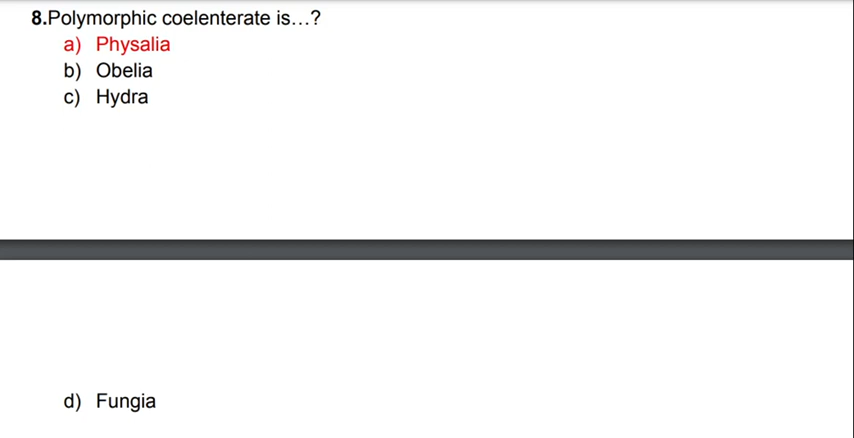 8.Polymorphic coelenterate is…?
a) Physalia
b) Obelia
c) Hydra
d) Fungia